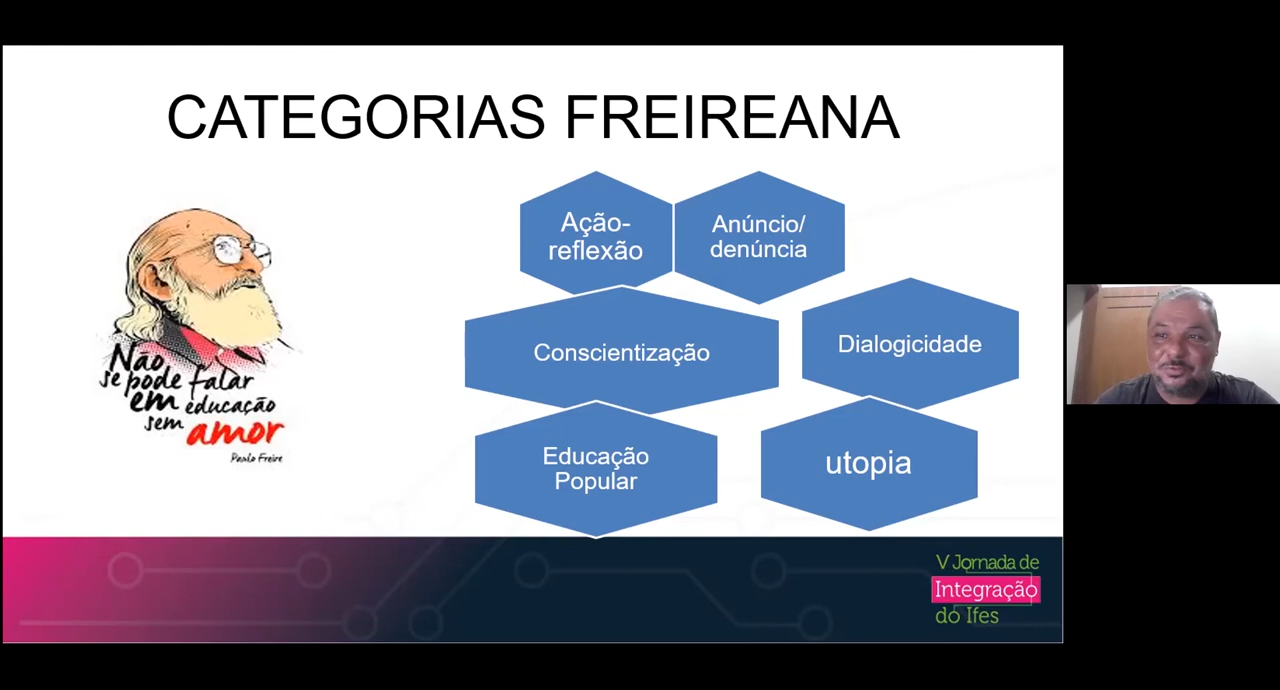 CATEGORIAS FREIREANA
Ação-
reflexão
Anúncio/
denúncia
Conscientização
Dialogicidade
Educação
Popular
utopia
Não
se pode falar
em educação
sem amor
Paulo Freire
V Jornada de
Integração
do Ifes